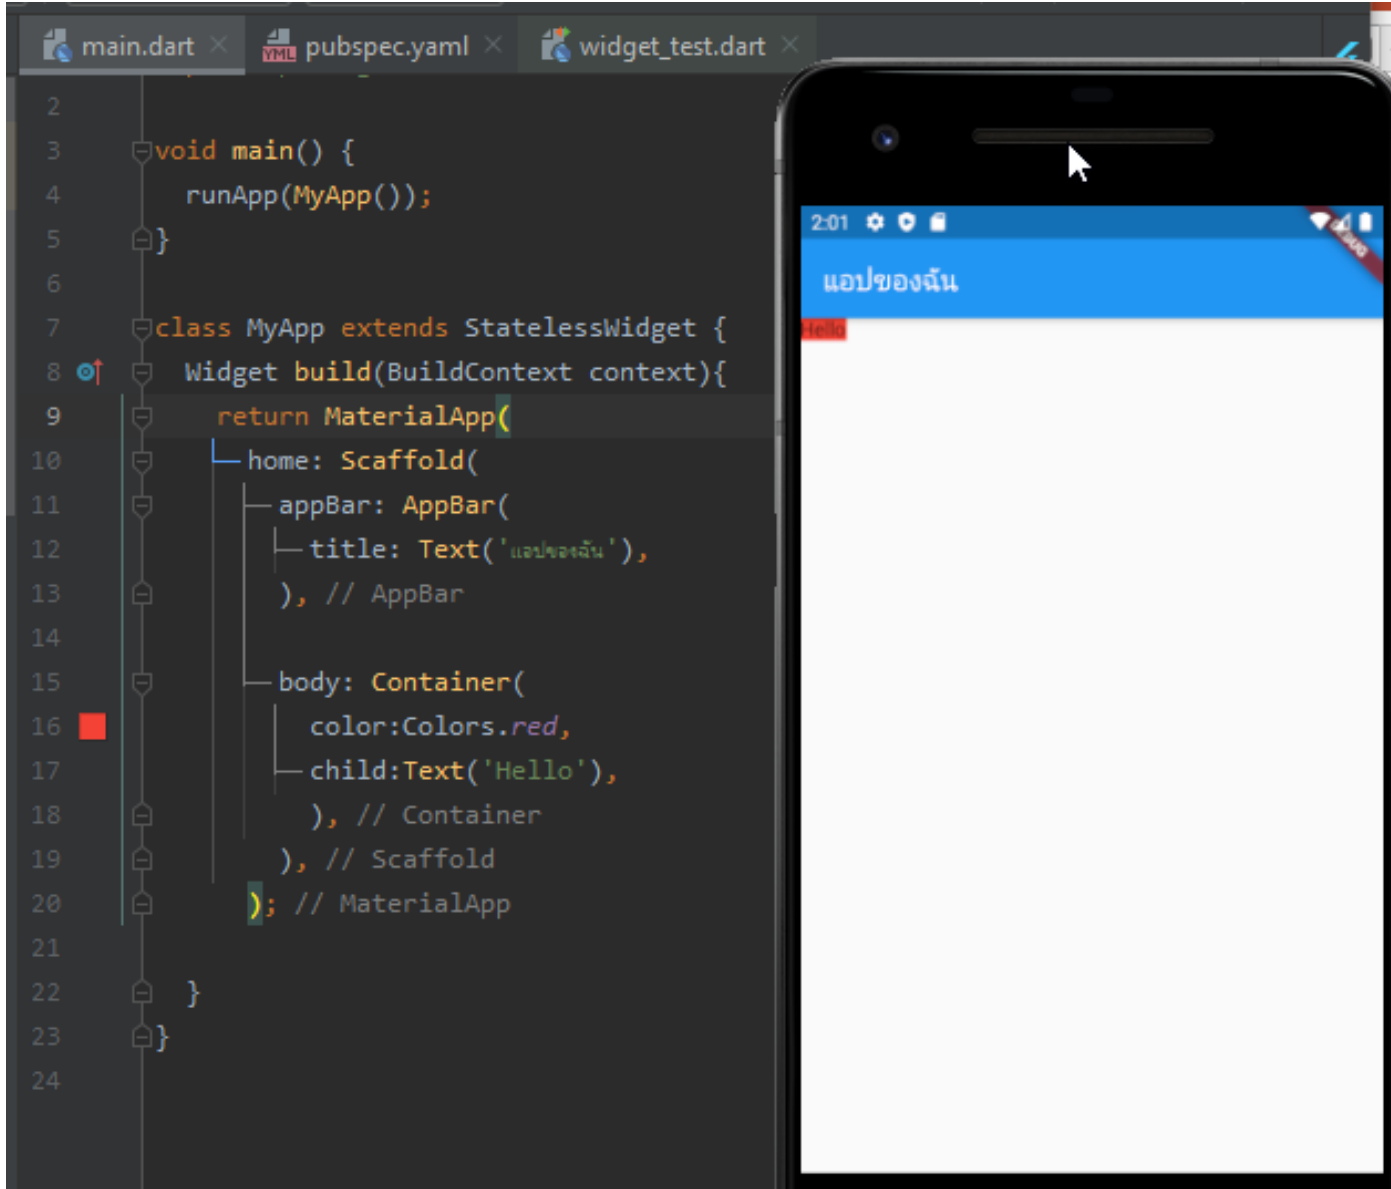 main.dart
pubspec.yaml
widget_test.dart
2
3 void main() {
4 runApp(MyApp());
5 }
6
7 class MyApp extends StatelessWidget {
8 Widget build(BuildContext context){
9 return MaterialApp(
10 home: Scaffold(
11 appBar: AppBar(
12 title: Text('แอปของฉัน'),
13 ), // AppBar
14
15 body: Container(
16 color:Colors.red,
17 child:Text('Hello'),
18 ), // Container
19 ), // Scaffold
20 ); // MaterialApp
21
22 }
23 }
24
2:01
DEBUG
แอปของฉัน
Hello